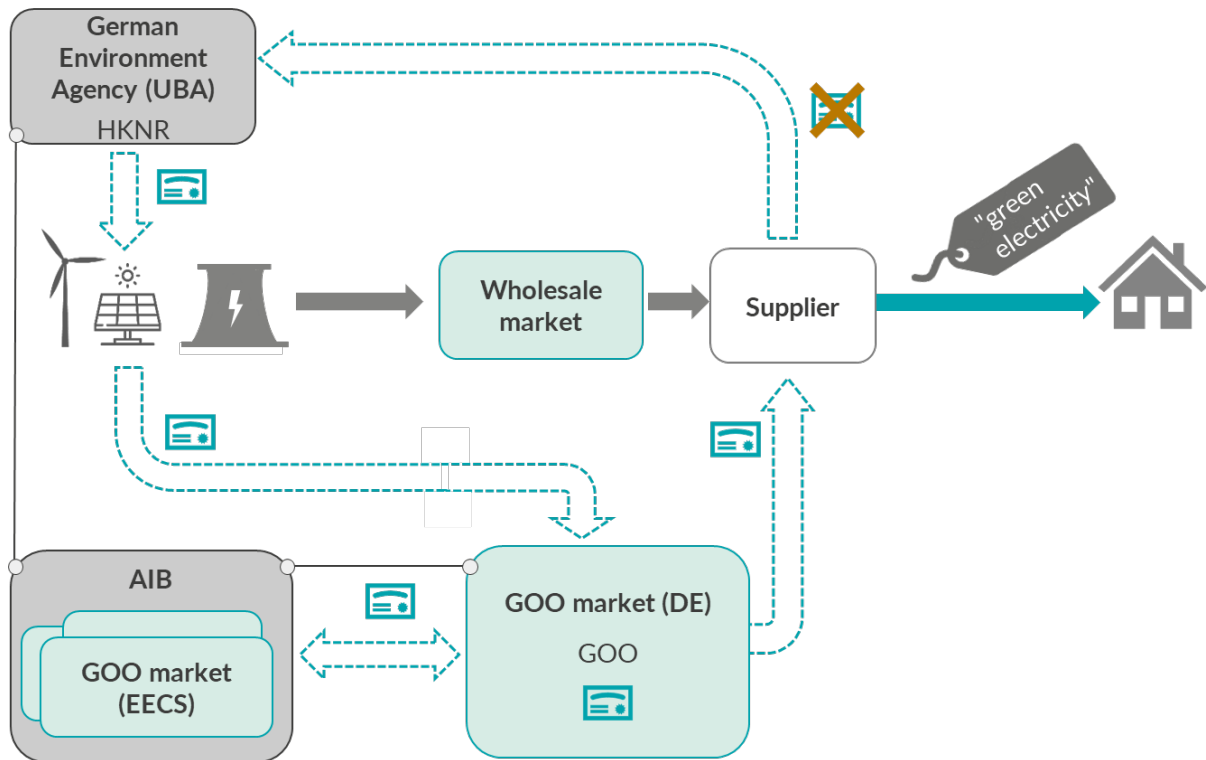 German
Environment
Agency (UBA)
HKNR
"green
electricity"
Wholesale
market
Supplier
AIB
GOO market
(EECS)
GOO market (DE)
GOO